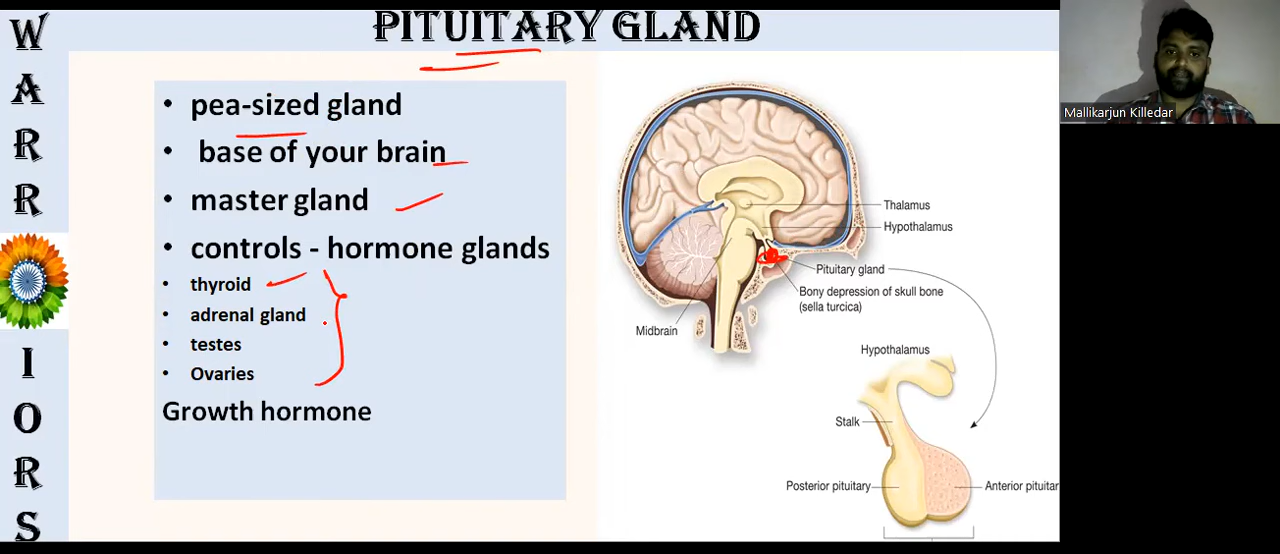 PITUITARY GLAND
W
A
R
R
I
O
R
S
• pea-sized gland
• base of your brain
• master gland
• controls - hormone glands
• thyroid
• adrenal gland
• testes
• Ovaries
Growth hormone
Thalamus
Hypothalamus
Pituitary gland
Bony depression of skull bone
(sella turcica)
Midbrain
Hypothalamus
Stalk
Posterior pituitary
Anterior pituitar
Mallikarjun Killedar